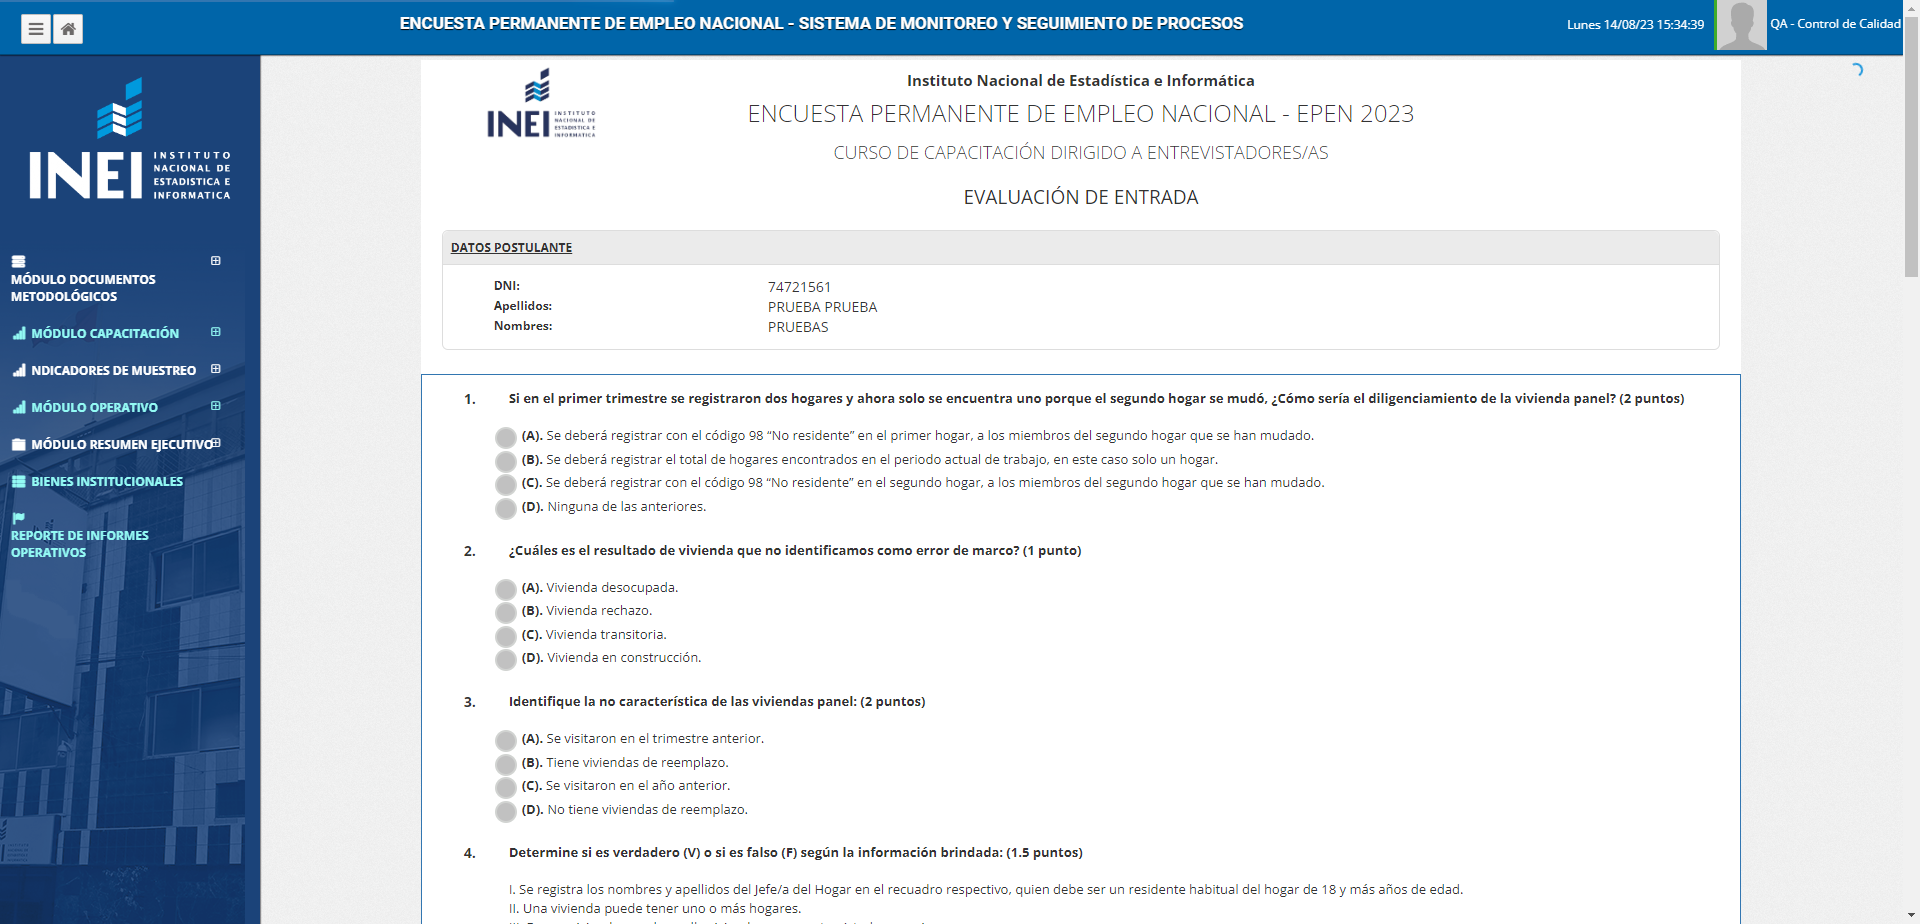 ENCUESTA PERMANENTE DE EMPLEO NACIONAL - SISTEMA DE MONITOREO Y SEGUIMIENTO DE PROCESOS
Lunes 14/08/23 15:34:39
QA - Control de Calidad
INEI
INSTITUTO
NACIONAL DE
ESTADISTICA E
INFORMATICA
MÓDULO DOCUMENTOS
METODOLÓGICOS
MÓDULO CAPACITACIÓN
NDICADORES DE MUESTREO
MÓDULO OPERATIVO
MÓDULO RESUMEN EJECUTIVO
BIENES INSTITUCIONALES
REPORTE DE INFORMES
OPERATIVOS
INEI
INSTITUTO
NACIONAL DE
ESTADISTICA E
INFORMATICA
Instituto Nacional de Estadística e Informática
ENCUESTA PERMANENTE DE EMPLEO NACIONAL - EPEN 2023
CURSO DE CAPACITACIÓN DIRIGIDO A ENTREVISTADORES/AS
EVALUACIÓN DE ENTRADA
DATOS POSTULANTE
DNI: 74721561
Apellidos: PRUEBA PRUEBA
Nombres: PRUEBAS
1. Si en el primer trimestre se registraron dos hogares y ahora solo se encuentra uno porque el segundo hogar se mudó, ¿Cómo sería el diligenciamiento de la vivienda panel? (2 puntos)
(A). Se deberá registrar con el código 98 “No residente” en el primer hogar, a los miembros del segundo hogar que se han mudado.
(B). Se deberá registrar el total de hogares encontrados en el periodo actual de trabajo, en este caso solo un hogar.
(C). Se deberá registrar con el código 98 “No residente” en el segundo hogar, a los miembros del segundo hogar que se han mudado.
(D). Ninguna de las anteriores.
2. ¿Cuáles es el resultado de vivienda que no identificamos como error de marco? (1 punto)
(A). Vivienda desocupada.
(B). Vivienda rechazo.
(C). Vivienda transitoria.
(D). Vivienda en construcción.
3. Identifique la no característica de las viviendas panel: (2 puntos)
(A). Se visitaron en el trimestre anterior.
(B). Tiene viviendas de reemplazo.
(C). Se visitaron en el año anterior.
(D). No tiene viviendas de reemplazo.
4. Determine si es verdadero (V) o si es falso (F) según la información brindada: (1.5 puntos)
I. Se registra los nombres y apellidos del Jefe/a del Hogar en el recuadro respectivo, quien debe ser un residente habitual del hogar de 18 y más años de edad.
II. Una vivienda puede tener uno o más hogares.